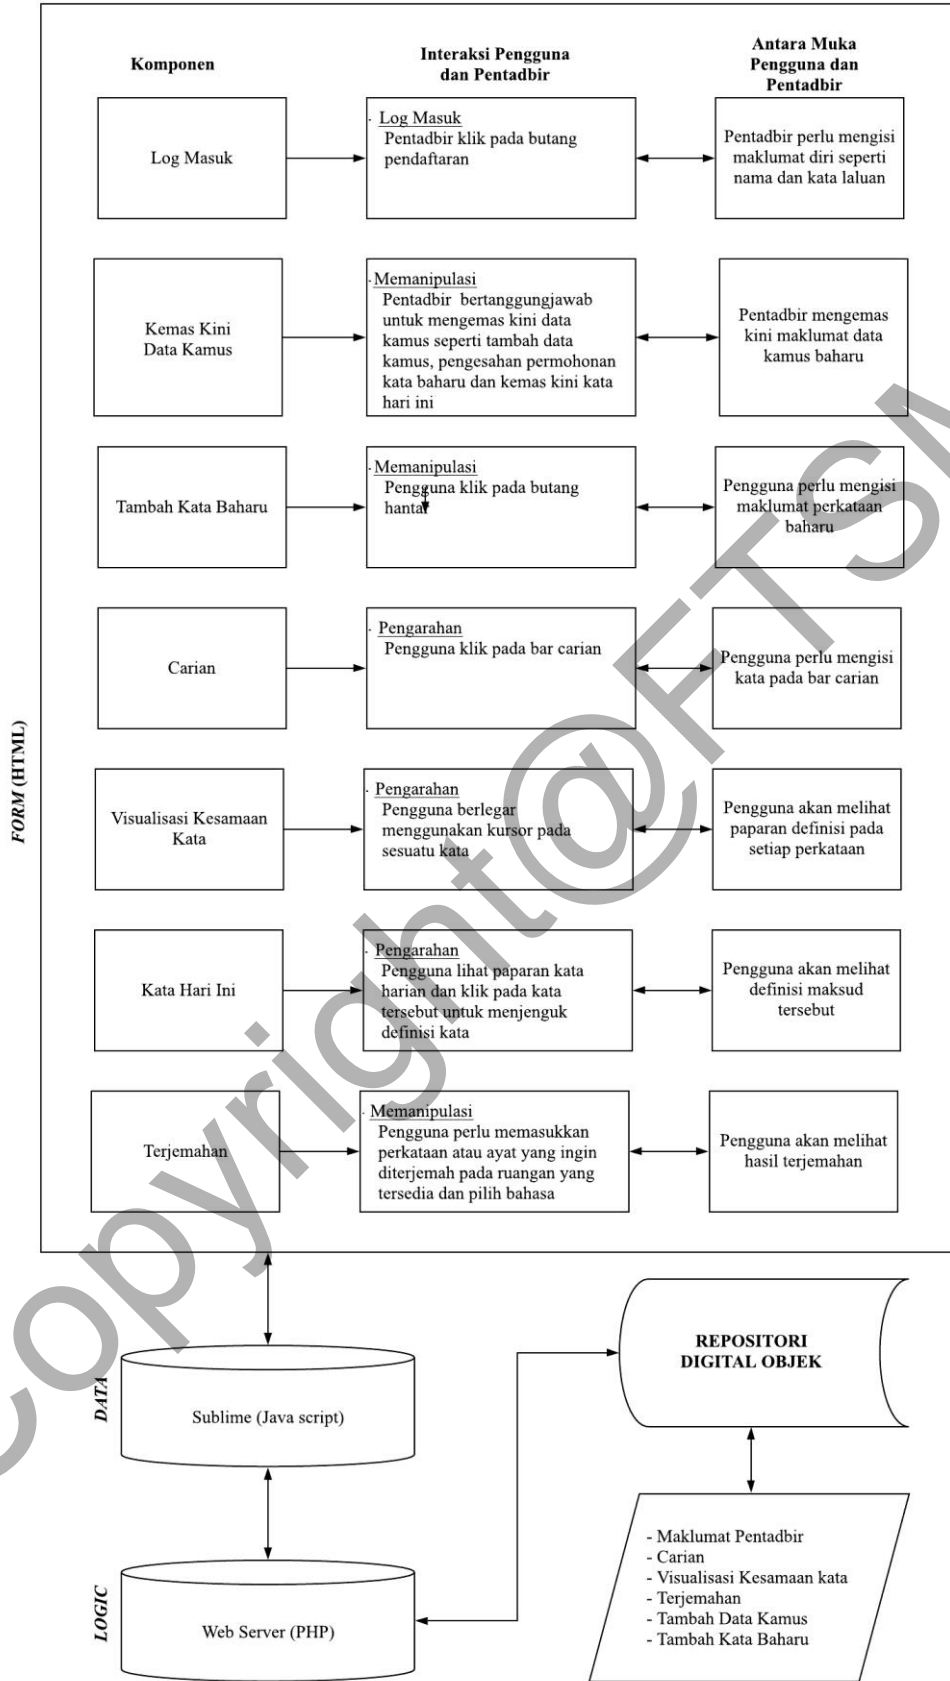 Komponen
Interaksi Pengguna
dan Pentadbir
Antara Muka
Pengguna dan
Pentadbir
Log Masuk
Log Masuk
Pentadbir klik pada butang
pendaftaran
Pentadbir perlu mengisi
maklumat diri seperti
nama dan kata laluan
Kemas Kini
Data Kamus
Memanipulasi
Pentadbir bertanggungjawab
untuk mengemas kini data
kamus seperti tambah data
kamus, pengesahan permohonan
kata baharu dan kemas kini kata
hari ini
Pentadbir mengemas
kini maklumat data
kamus baharu
Tambah Kata Baharu
Memanipulasi
Pengguna klik pada butang
hantar
Pengguna perlu mengisi
maklumat perkataan
baharu
Carian
Pengarahan
Pengguna klik pada bar carian
Pengguna perlu mengisi
kata pada bar carian
Visualisasi Kesamaan
Kata
Pengarahan
Pengguna berlegar
menggunakan kursor pada
sesuatu kata
Pengguna akan melihat
paparan definisi pada
setiap perkataan
Kata Hari Ini
Pengarahan
Pengguna lihat paparan kata
harian dan klik pada kata
tersebut untuk menjenguk
definisi kata
Pengguna akan melihat
definisi maksud
tersebut
Terjemahan
Memanipulasi
Pengguna perlu memasukkan
perkataan atau ayat yang ingin
diterjemah pada ruangan yang
tersedia dan pilih bahasa
Pengguna akan melihat
hasil terjemahan
FORM (HTML)
DATA
Sublime (Java script)
LOGIC
Web Server (PHP)
REPOSITORI
DIGITAL OBJEK
- Maklumat Pentadbir
- Carian
- Visualisasi Kesamaan kata
- Terjemahan
- Tambah Data Kamus
- Tambah Kata Baharu
Copyright@FTSM